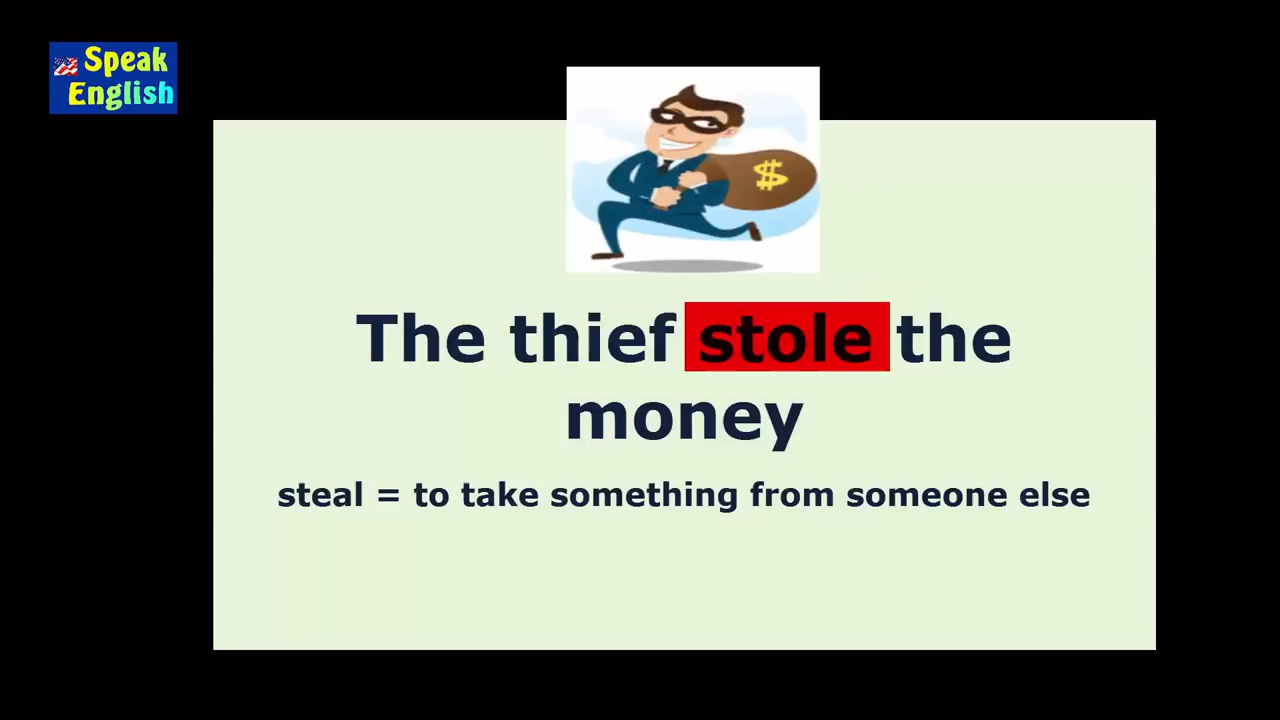 Speak
English
$
The thief stole the
money
steal = to take something from someone else